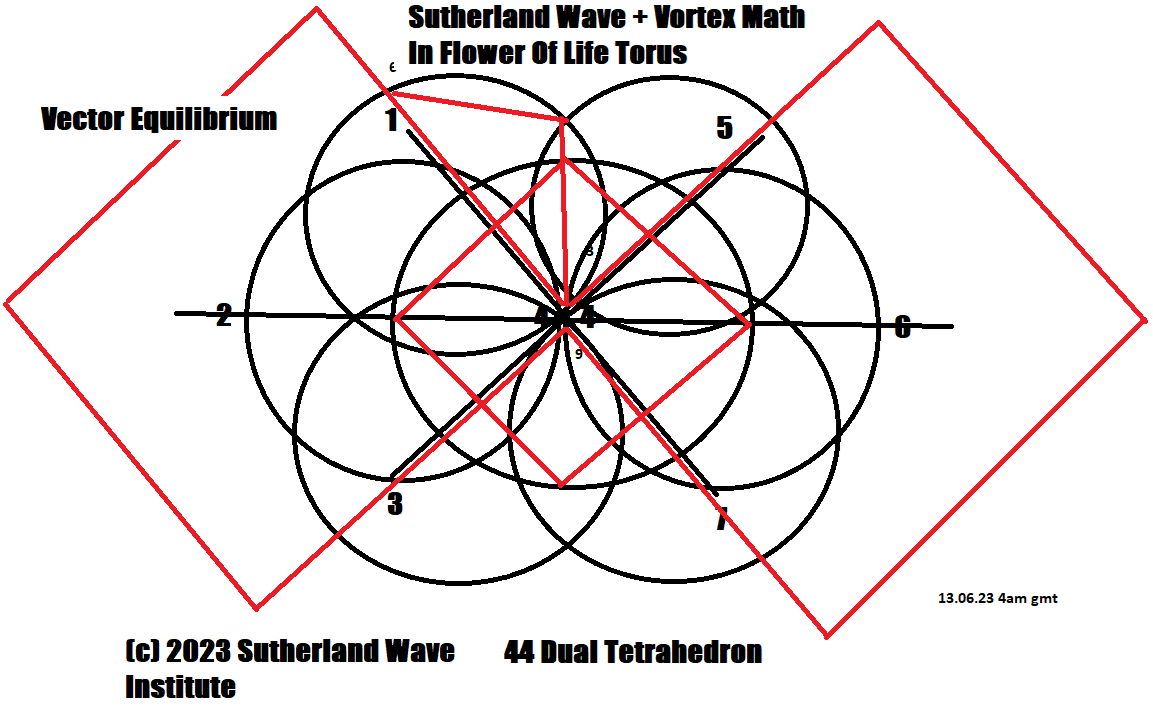 Sutherland Wave + Vortex Math
In Flower Of Life Torus
6
Vector Equilibrium
1
5
3
2
4
4
6
9
3
7
13.06.23 4am gmt
(c) 2023 Sutherland Wave
Institute
44 Dual Tetrahedron